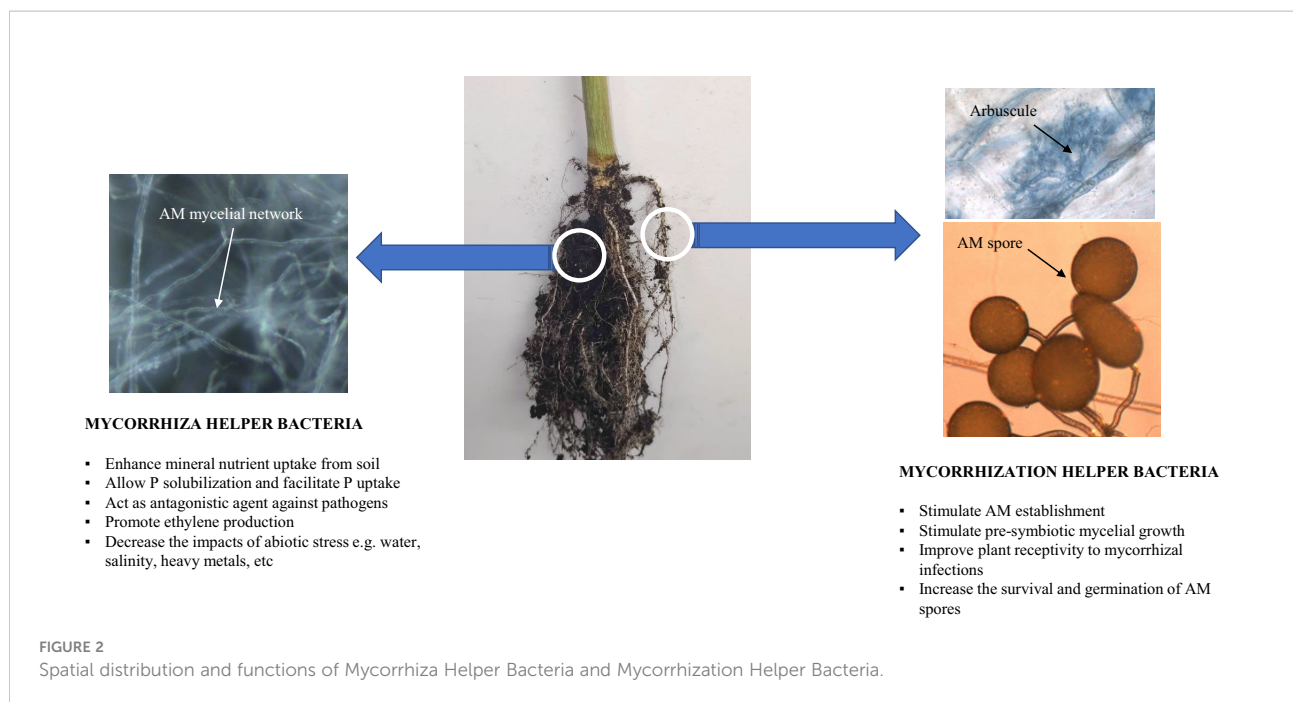 Arbuscule
AM mycelial network
AM spore
MYCORRHIZA HELPER BACTERIA
▪ Enhance mineral nutrient uptake from soil
▪ Allow P solubilization and facilitate P uptake
▪ Act as antagonistic agent against pathogens
▪ Promote ethylene production
▪ Decrease the impacts of abiotic stress e.g. water,
salinity, heavy metals, etc
MYCORRHIZATION HELPER BACTERIA
▪ Stimulate AM establishment
▪ Stimulate pre-symbiotic mycelial growth
▪ Improve plant receptivity to mycorrhizal
infections
▪ Increase the survival and germination of AM
spores
FIGURE 2
Spatial distribution and functions of Mycorrhiza Helper Bacteria and Mycorrhization Helper Bacteria.